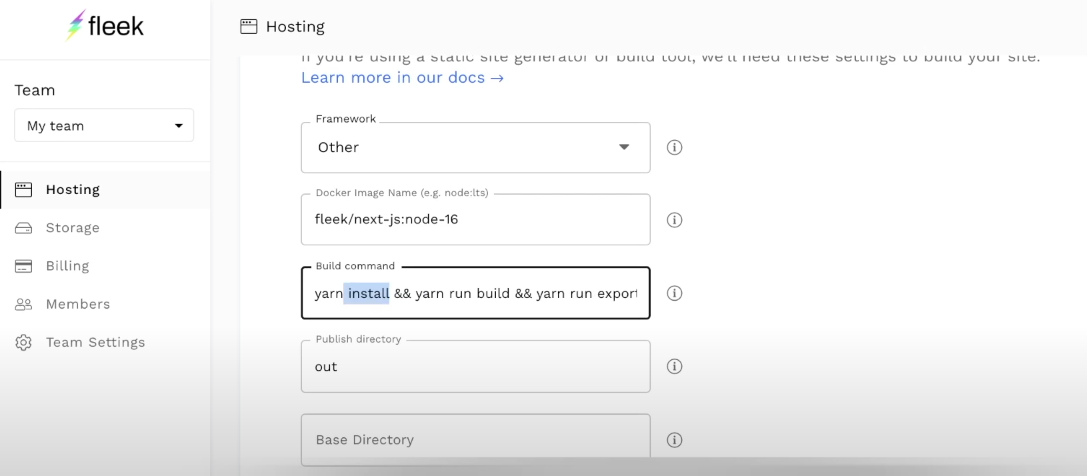 fleek
Hosting
Team
My team
Hosting
Storage
Billing
Members
Team Settings
If you're using a static site generator or build tool, we'll need these settings to build your site.
Learn more in our docs →
Framework
Other
Docker Image Name (e.g. node:lts)
fleek/next-js:node-16
Build command
yarn install && yarn run build && yarn run export
Publish directory
out
Base Directory